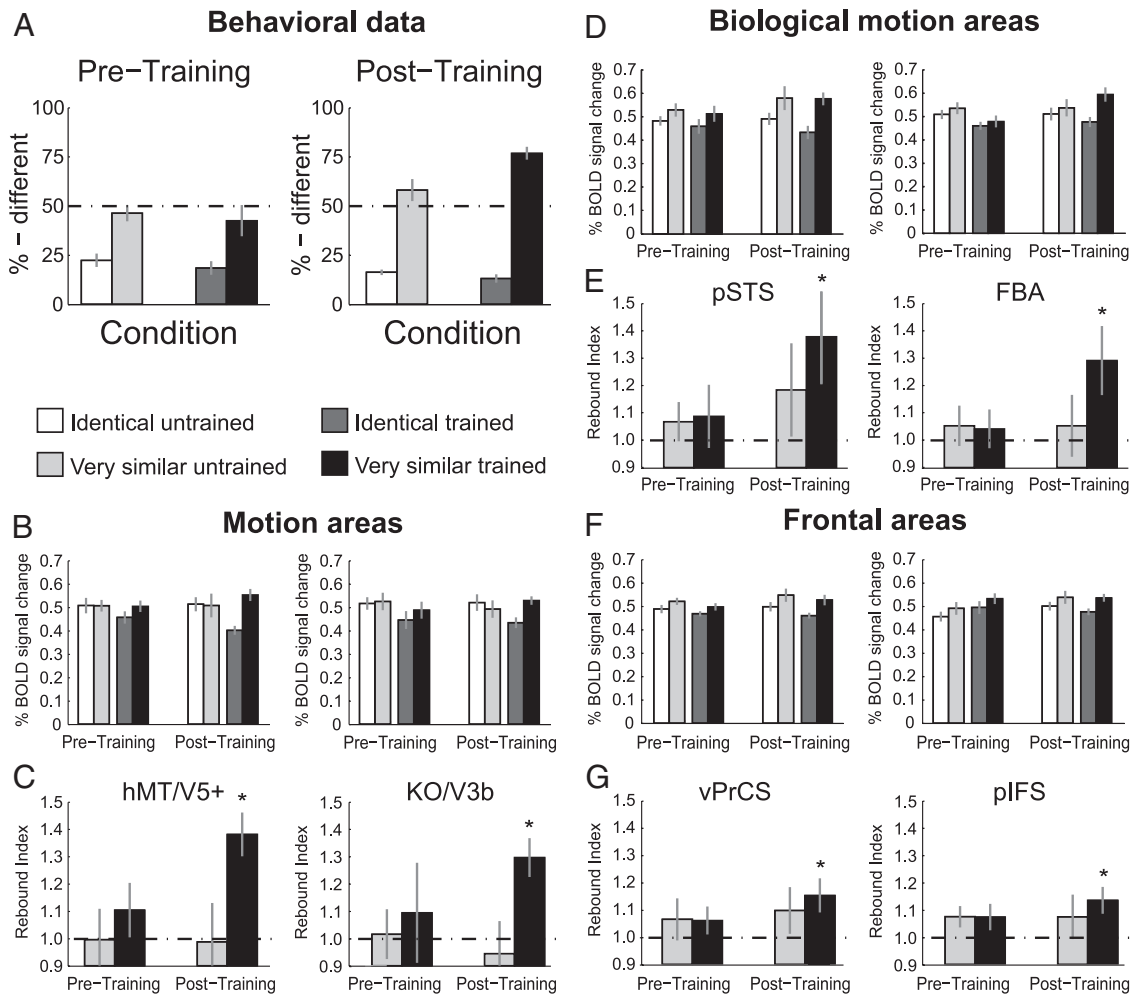 A
Behavioral data
Pre-Training
Post-Training
100
75
50
25
0
% - different
100
75
50
25
0
% - different
Condition
Identical untrained
Identical trained
Very similar untrained
Very similar trained
B
Motion areas
0.7
0.6
0.5
0.4
0.3
0.2
0.1
0
% BOLD signal change
Pre-Training Post-Training
0.7
0.6
0.5
0.4
0.3
0.2
0.1
0
% BOLD signal change
Pre-Training Post-Training
C
hMT/V5+
1.5
1.4
1.3
1.2
1.1
1.0
0.9
Rebound Index
*
Pre-Training Post-Training
KO/V3b
1.5
1.4
1.3
1.2
1.1
1.0
0.9
Rebound Index
*
Pre-Training Post-Training
D
Biological motion areas
0.7
0.6
0.5
0.4
0.3
0.2
0.1
0
% BOLD signal change
Pre-Training Post-Training
0.7
0.6
0.5
0.4
0.3
0.2
0.1
0
% BOLD signal change
Pre-Training Post-Training
E
pSTS
1.5
1.4
1.3
1.2
1.1
1.0
0.9
Rebound Index
*
Pre-Training Post-Training
FBA
1.5
1.4
1.3
1.2
1.1
1.0
0.9
Rebound Index
*
Pre-Training Post-Training
F
Frontal areas
0.7
0.6
0.5
0.4
0.3
0.2
0.1
0
% BOLD signal change
Pre-Training Post-Training
0.7
0.6
0.5
0.4
0.3
0.2
0.1
0
% BOLD signal change
Pre-Training Post-Training
G
vPrCS
1.5
1.4
1.3
1.2
1.1
1.0
0.9
Rebound Index
*
Pre-Training Post-Training
pIFS
1.5
1.4
1.3
1.2
1.1
1.0
0.9
Rebound Index
*
Pre-Training Post-Training